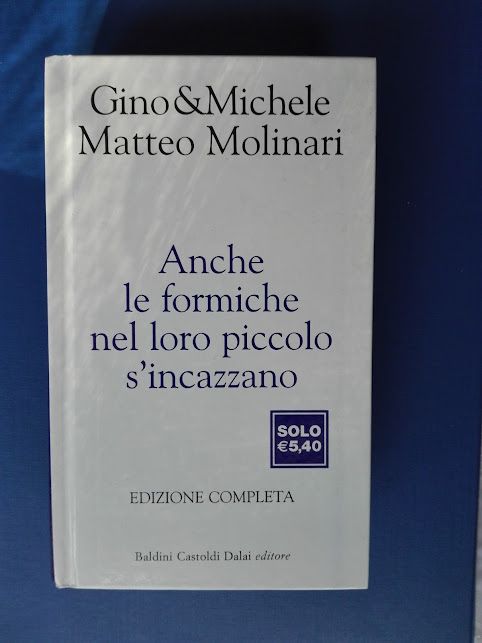 Gino&Michele
Matteo Molinari
Anche
le formiche
nel loro piccolo
s'incazzano
SOLO
€5,40
EDIZIONE COMPLETA
Baldini Castoldi Dalai editore